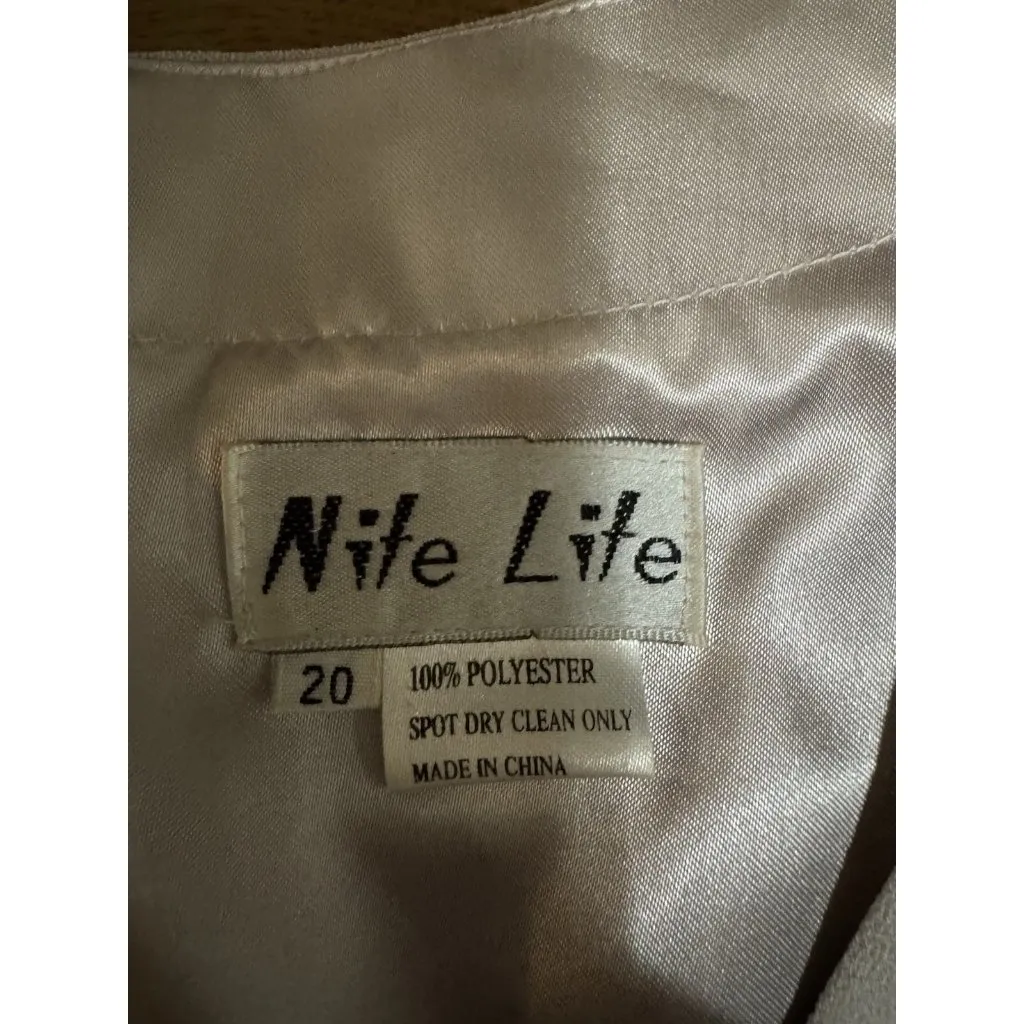 Nite Lite
20
100% POLYESTER
SPOT DRY CLEAN ONLY
MADE IN CHINA